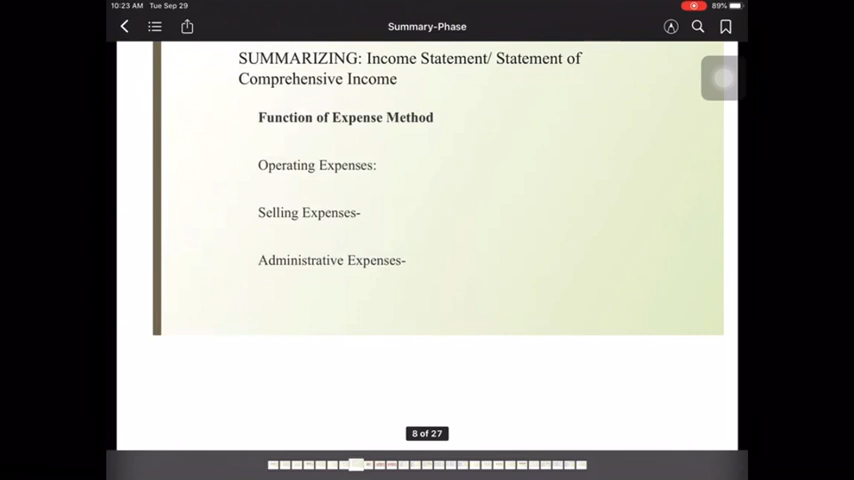 10:23 AM Tue Sep 29
89%
Summary-Phase
SUMMARIZING: Income Statement/ Statement of
Comprehensive Income
Function of Expense Method
Operating Expenses:
Selling Expenses-
Administrative Expenses-
8 of 27